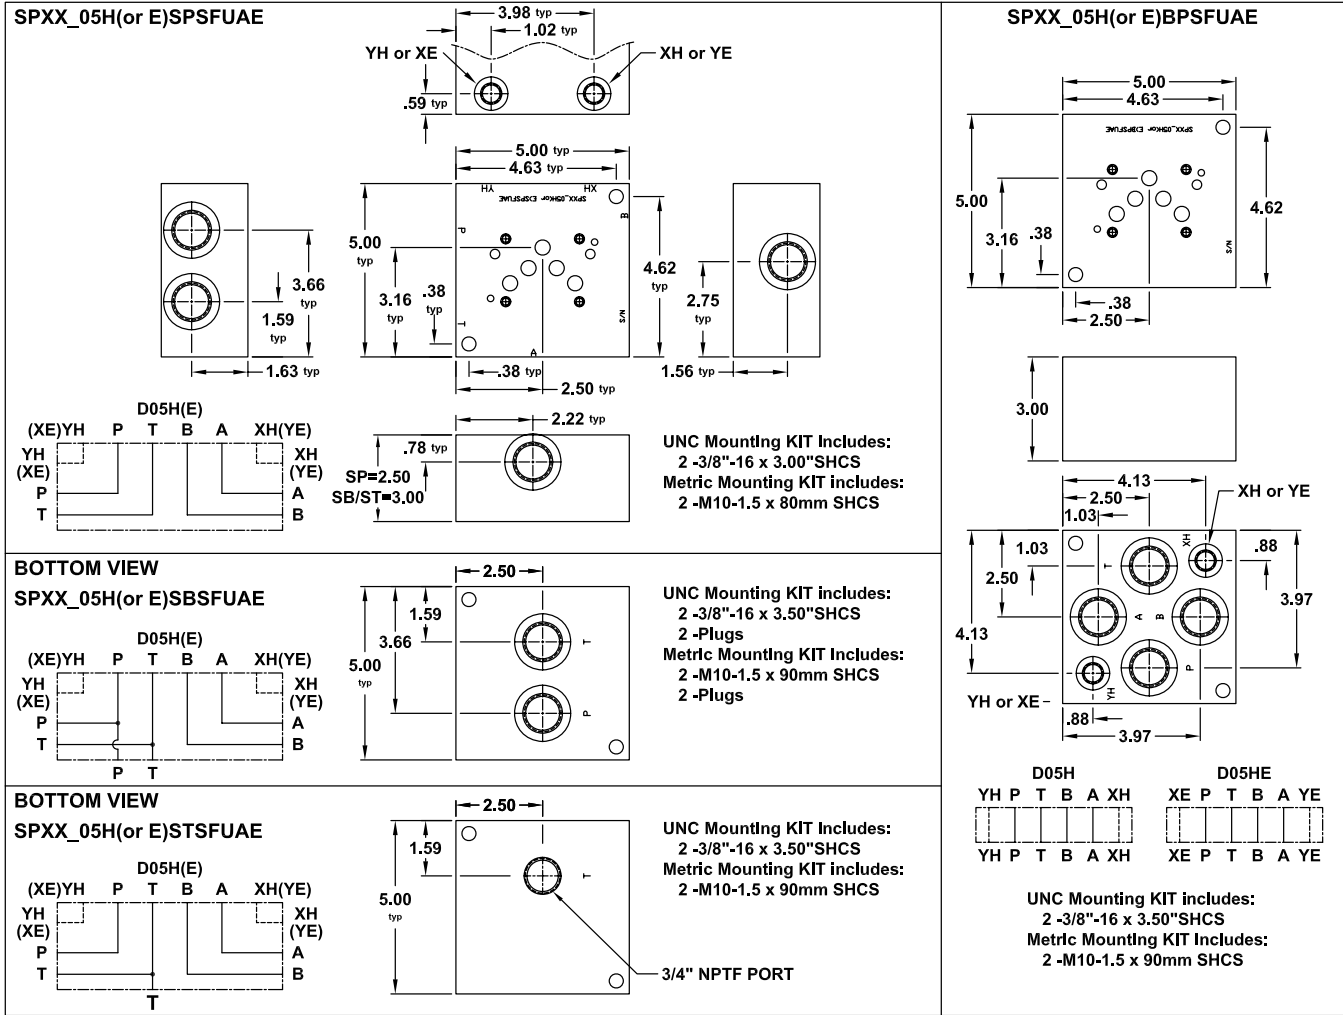 SPXX_05H(or E)SPSFUAE
3.98 typ
1.02 typ
YH or XE
XH or YE
.59 typ
5.00 typ
4.63 typ
YH
XH
SPXX_05H(or E)SPSFUAE
B
P
T
A
S/N
5.00 typ
3.16 typ
.38 typ
4.62 typ
.38 typ
2.50 typ
3.66 typ
1.59 typ
1.63 typ
2.75 typ
1.56 typ
D05H(E)
(XE)YH P T B A XH(YE)
YH (XE)
XH (YE)
P
A
T
B
2.22 typ
.78 typ
SP=2.50
SB/ST=3.00
UNC Mounting KIT includes:
2 -3/8"-16 x 3.00"SHCS
Metric Mounting KIT includes:
2 -M10-1.5 x 80mm SHCS
BOTTOM VIEW
SPXX_05H(or E)SBSFUAE
D05H(E)
(XE)YH P T B A XH(YE)
YH (XE)
XH (YE)
P
A
T
B
P T
2.50
1.59
3.66
5.00 typ
T
P
UNC Mounting KIT includes:
2 -3/8"-16 x 3.50"SHCS
2 -Plugs
Metric Mounting KIT includes:
2 -M10-1.5 x 90mm SHCS
2 -Plugs
BOTTOM VIEW
SPXX_05H(or E)STSFUAE
D05H(E)
(XE)YH P T B A XH(YE)
YH (XE)
XH (YE)
P
A
T
B
T
2.50
1.59
5.00 typ
T
3/4" NPTF PORT
UNC Mounting KIT includes:
2 -3/8"-16 x 3.50"SHCS
Metric Mounting KIT includes:
2 -M10-1.5 x 90mm SHCS
SPXX_05H(or E)BPSFUAE
5.00
4.63
SPXX_05H(or E)BPSFUAE
5.00
3.16
.38
4.62
S/N
.38
2.50
3.00
4.13
2.50
1.03
XH or YE
1.03
2.50
4.13
.88
3.97
XH
T
A
B
P
YH
YH or XE
.88
3.97
D05H
YH P T B A XH
YH P T B A XH
D05HE
XE P T B A YE
XE P T B A YE
UNC Mounting KIT includes:
2 -3/8"-16 x 3.50"SHCS
Metric Mounting KIT includes:
2 -M10-1.5 x 90mm SHCS